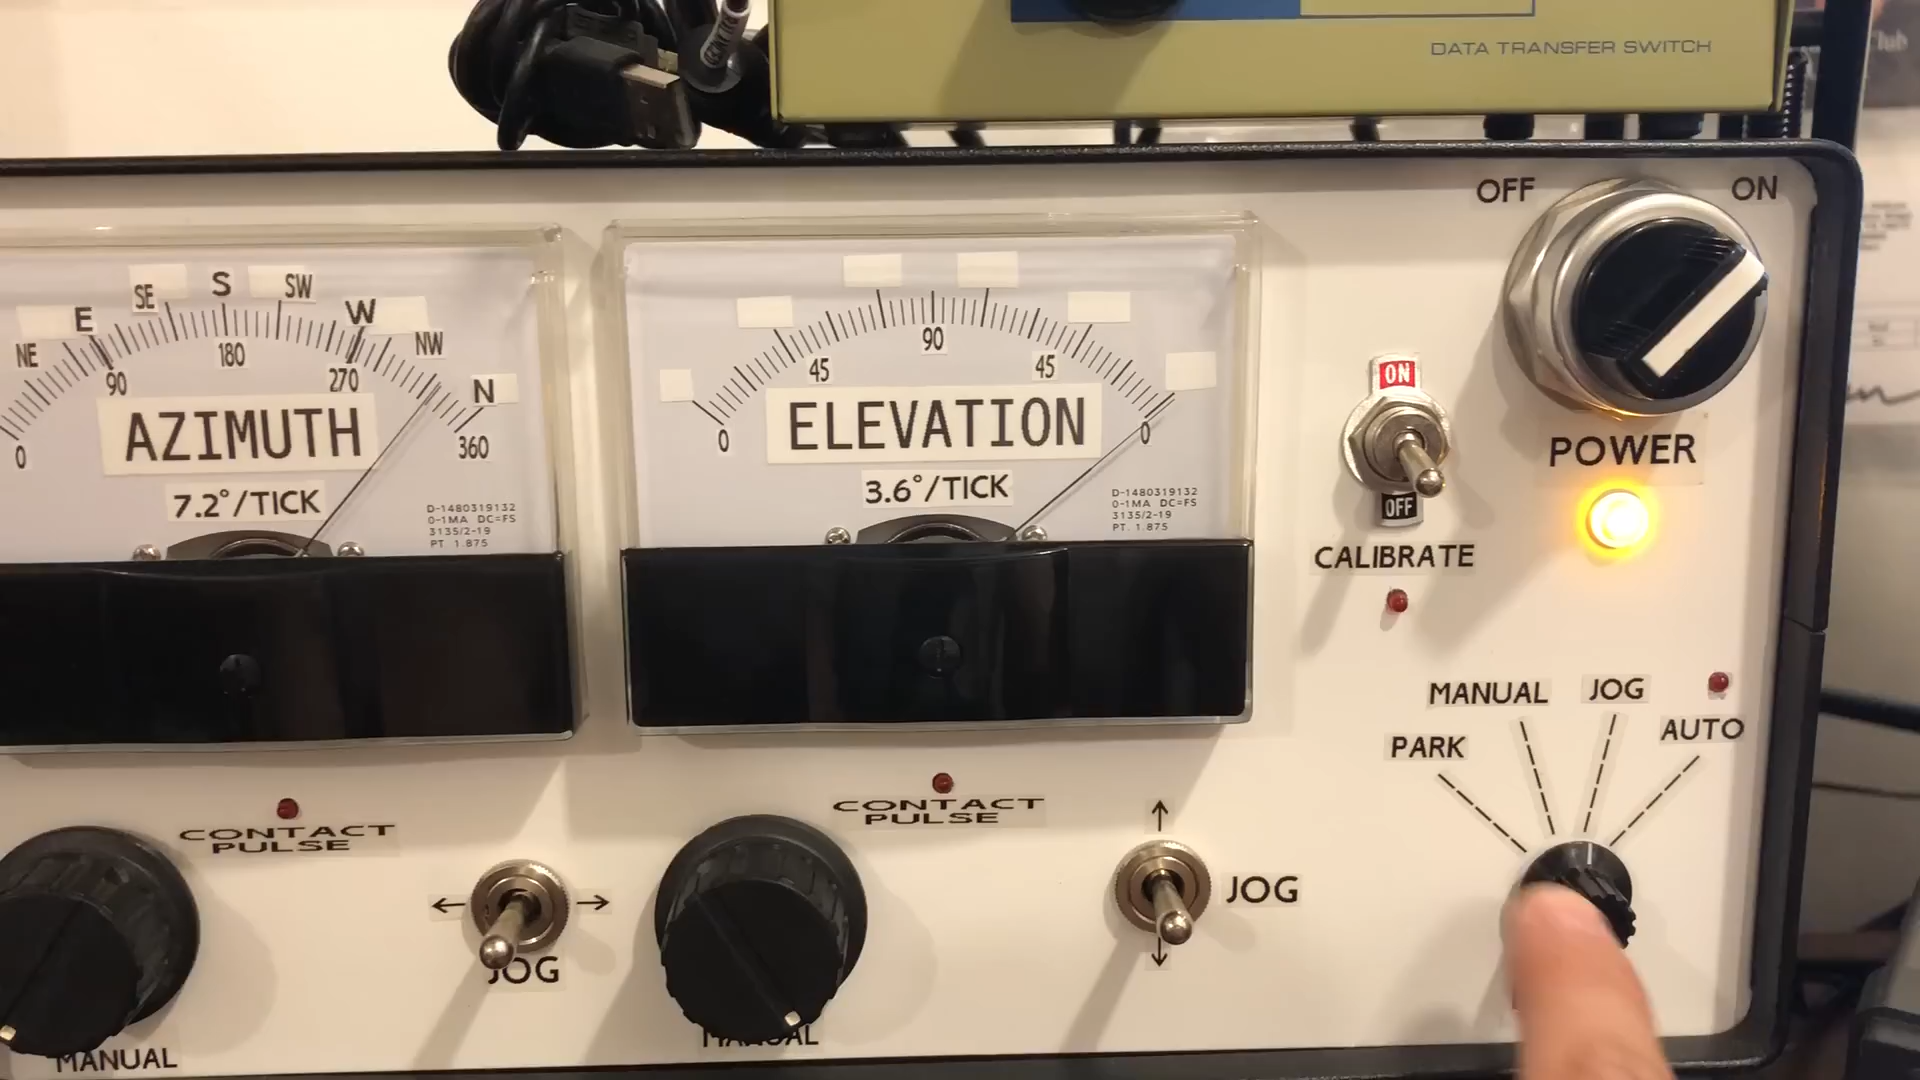 DATA TRANSFER SWITCH
Club
OFF
ON
NE
E
SE
S
SW
W
NW
N
0
90
180
270
360
AZIMUTH
7.2°/TICK
D-1480319132
0-1MA DC=FS
3135/2-19
PT 1.875
0
45
90
45
0
ELEVATION
3.6°/TICK
D-1480319132
0-1MA DC=FS
3135/2-19
PT. 1.875
ON
OFF
CALIBRATE
POWER
MANUAL
JOG
PARK
AUTO
CONTACT
PULSE
CONTACT
PULSE
JOG
JOG
MANUAL
MANUAL